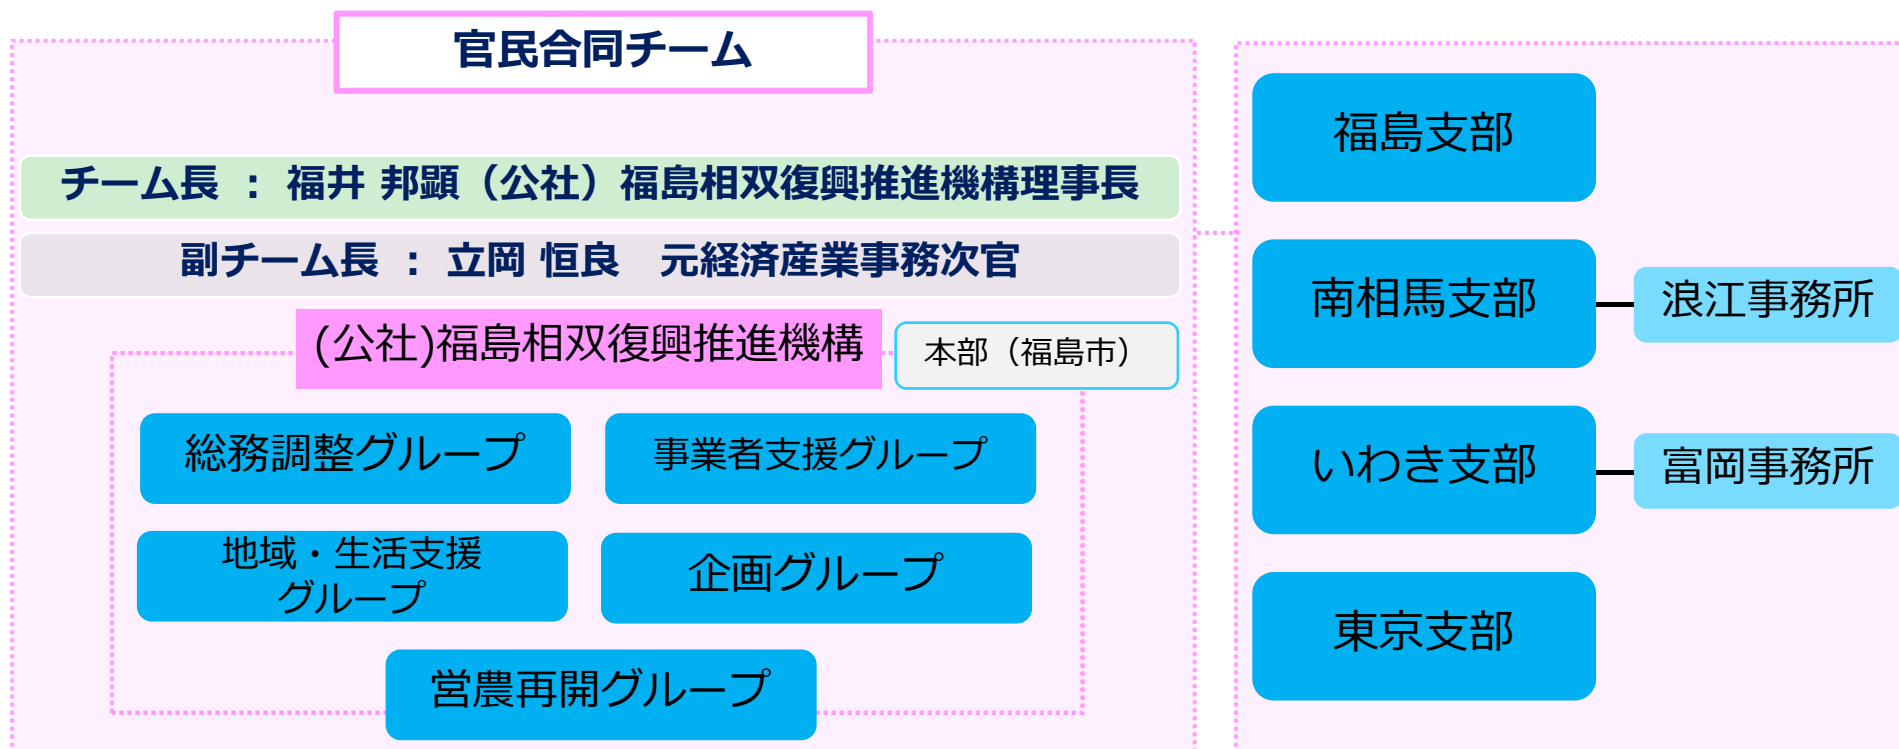 官民合同チーム
チーム長 : 福井 邦顕（公社）福島相双復興推進機構理事長
副チーム長 : 立岡 恒良　元経済産業事務次官
(公社)福島相双復興推進機構
本部（福島市）
総務調整グループ
事業者支援グループ
地域・生活支援
グループ
企画グループ
営農再開グループ
福島支部
南相馬支部
浪江事務所
いわき支部
富岡事務所
東京支部